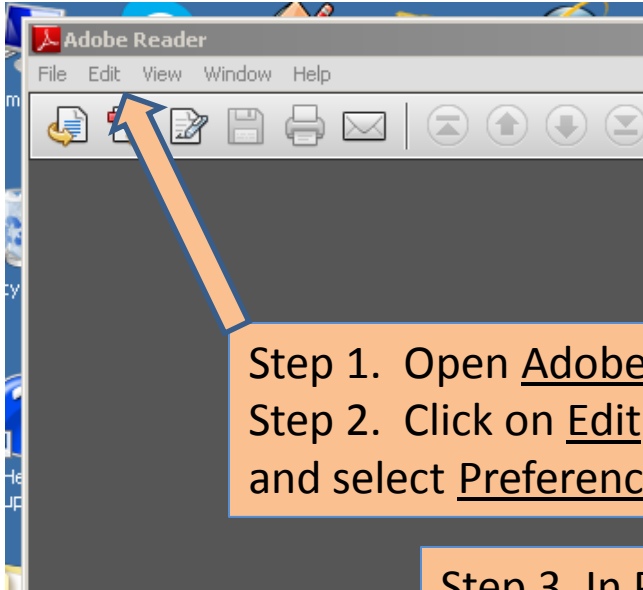 Adobe Reader
File Edit View Window Help
Step 1. Open Adobe
Step 2. Click on Edit
and select Preferenc
Step 3. In